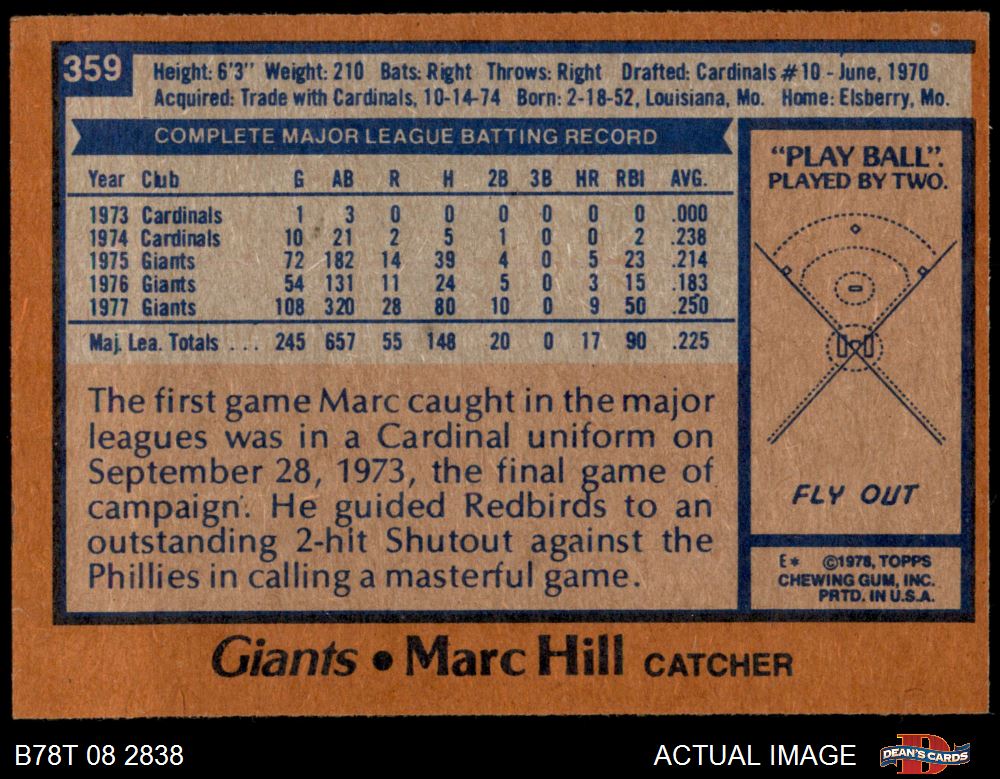 359
Height: 6'3" Weight: 210 Bats: Right Throws: Right Drafted: Cardinals #10 - June, 1970
Acquired: Trade with Cardinals, 10-14-74 Born: 2-18-52, Louisiana, Mo. Home: Elsberry, Mo.
COMPLETE MAJOR LEAGUE BATTING RECORD
Year Club G AB R H 2B 3B HR RBI AVG.
1973 Cardinals 1 3 0 0 0 0 0 0 .000
1974 Cardinals 10 21 2 5 1 0 0 2 .238
1975 Giants 72 182 14 39 4 0 5 23 .214
1976 Giants 54 131 11 24 5 0 3 15 .183
1977 Giants 108 320 28 80 10 0 9 50 .250
Maj. Lea. Totals ... 245 657 55 148 20 0 17 90 .225
The first game Marc caught in the major
leagues was in a Cardinal uniform on
September 28, 1973, the final game of
campaign. He guided Redbirds to an
outstanding 2-hit Shutout against the
Phillies in calling a masterful game.
"PLAY BALL".
PLAYED BY TWO.
FLY OUT
E* ©1978, TOPPS
CHEWING GUM, INC.
PRTD. IN U.S.A.
Giants • Marc Hill CATCHER
B78T 08 2838
ACTUAL IMAGE
DEAN'S CARDS